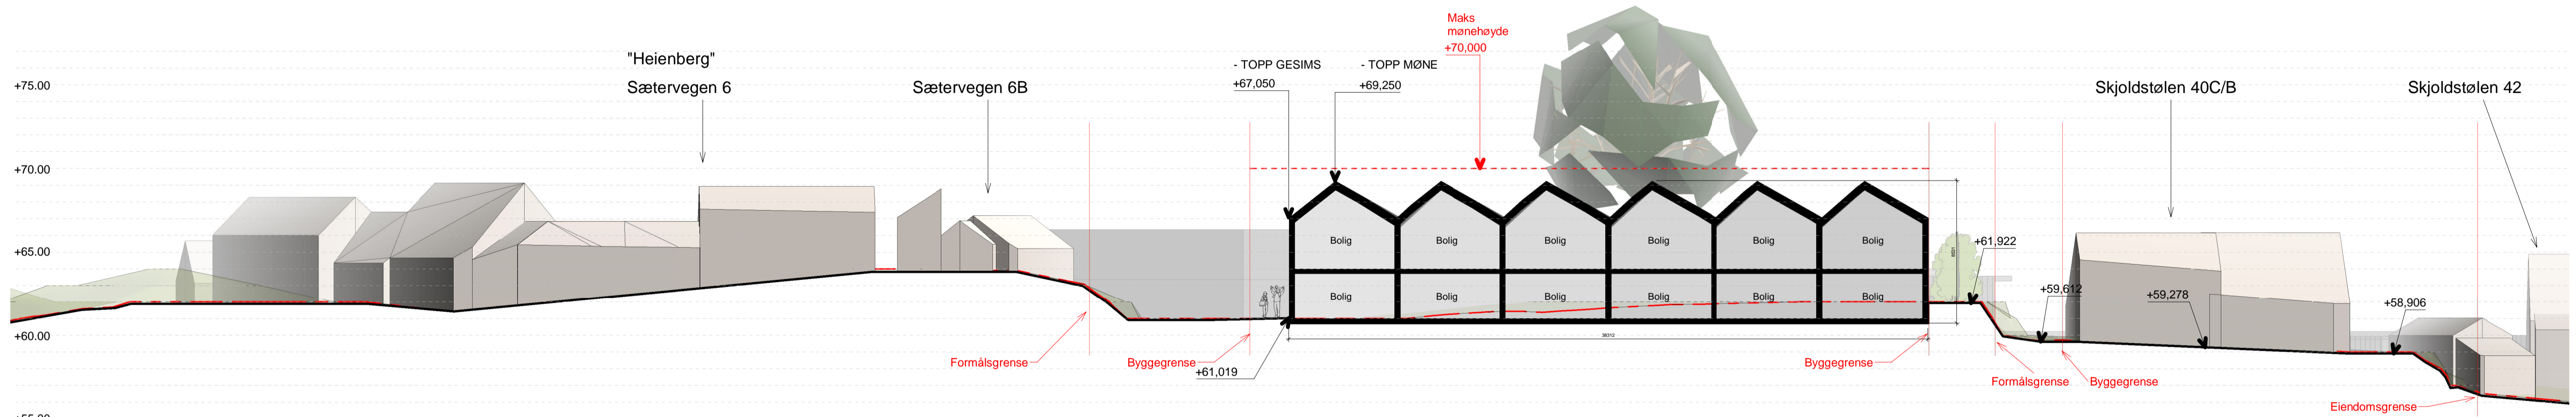 Maks
mønehøyde
+70,000
"Heienberg"
Sætervegen 6
Sætervegen 6B
- TOPP GESIMS
+67,050
- TOPP MØNE
+69,250
Skjoldstølen 40C/B
Skjoldstølen 42
+75.00
+70.00
+65.00
+60.00
+55.00
Bolig
Bolig
Bolig
Bolig
Bolig
Bolig
Bolig
Bolig
Bolig
Bolig
Bolig
Bolig
+61,922
+59,612
+59,278
+58,906
38312
Formålsgrense
Byggegrense
+61,019
Byggegrense
Formålsgrense
Byggegrense
Eiendomsgrense